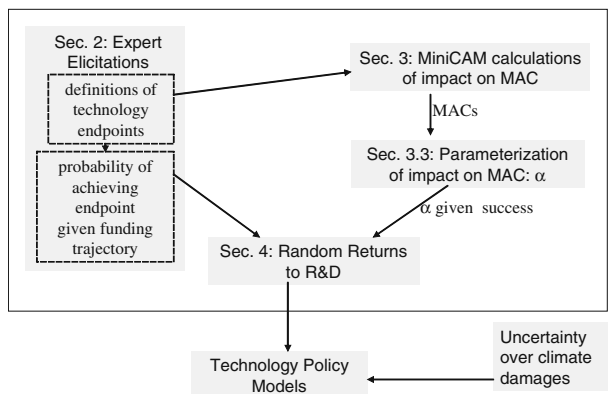 Sec. 2: Expert
Elicitations
definitions of
technology
endpoints
probability of
achieving
endpoint
given funding
trajectory
Sec. 3: MiniCAM calculations
of impact on MAC
MACs
Sec. 3.3: Parameterization
of impact on MAC: α
α given success
Sec. 4: Random Returns
to R&D
Technology Policy
Models
Uncertainty
over climate
damages